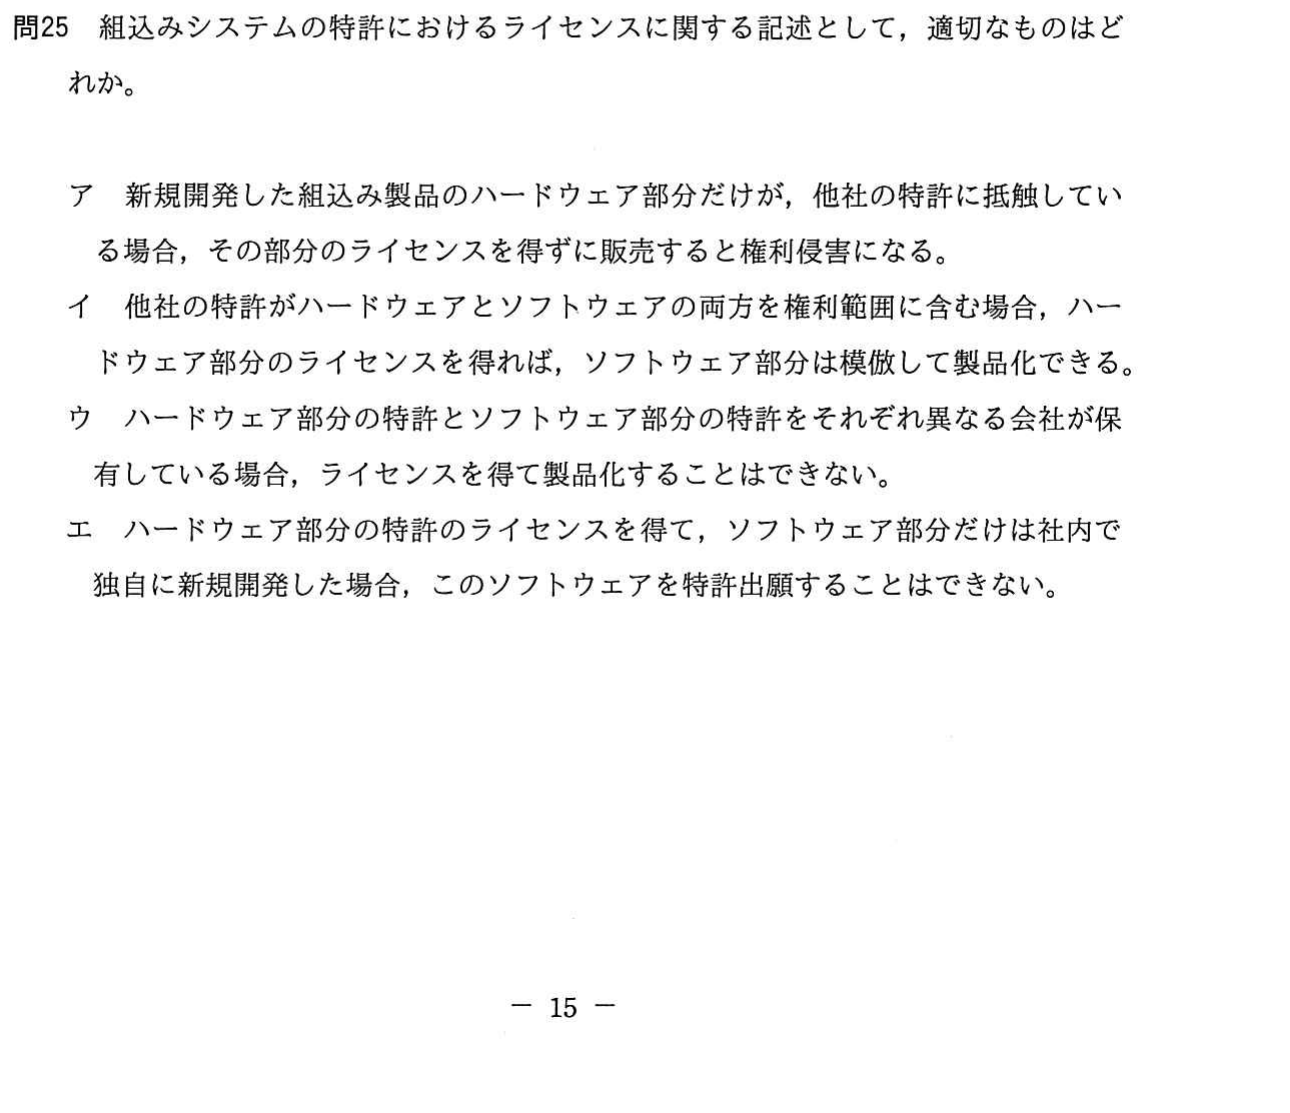 問25　組込みシステムの特許におけるライセンスに関する記述として，適切なものはど
れか。
ア　新規開発した組込み製品のハードウェア部分だけが，他社の特許に抵触してい
る場合，その部分のライセンスを得ずに販売すると権利侵害になる。
イ　他社の特許がハードウェアとソフトウェアの両方を権利範囲に含む場合，ハー
ドウェア部分のライセンスを得れば，ソフトウェア部分は模倣して製品化できる。
ウ　ハードウェア部分の特許とソフトウェア部分の特許をそれぞれ異なる会社が保
有している場合，ライセンスを得て製品化することはできない。
エ　ハードウェア部分の特許のライセンスを得て，ソフトウェア部分だけは社内で
独自に新規開発した場合，このソフトウェアを特許出願することはできない。
－ 15 －